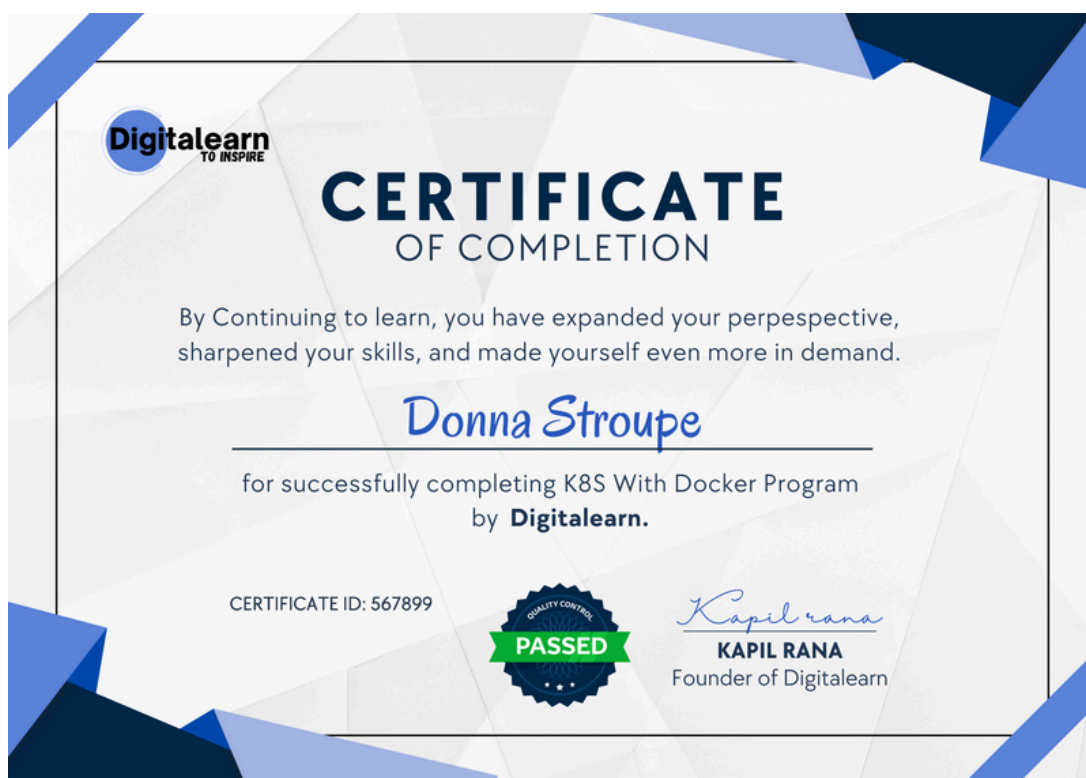 Digitalearn
TO INSPIRE
CERTIFICATE
OF COMPLETION
By Continuing to learn, you have expanded your perpespective,
sharpened your skills, and made yourself even more in demand.
Donna Stroupe
for successfully completing K8S With Docker Program
by Digitalearn.
CERTIFICATE ID: 567899
QUALITY CONTROL
PASSED
Kapil rana
KAPIL RANA
Founder of Digitalearn